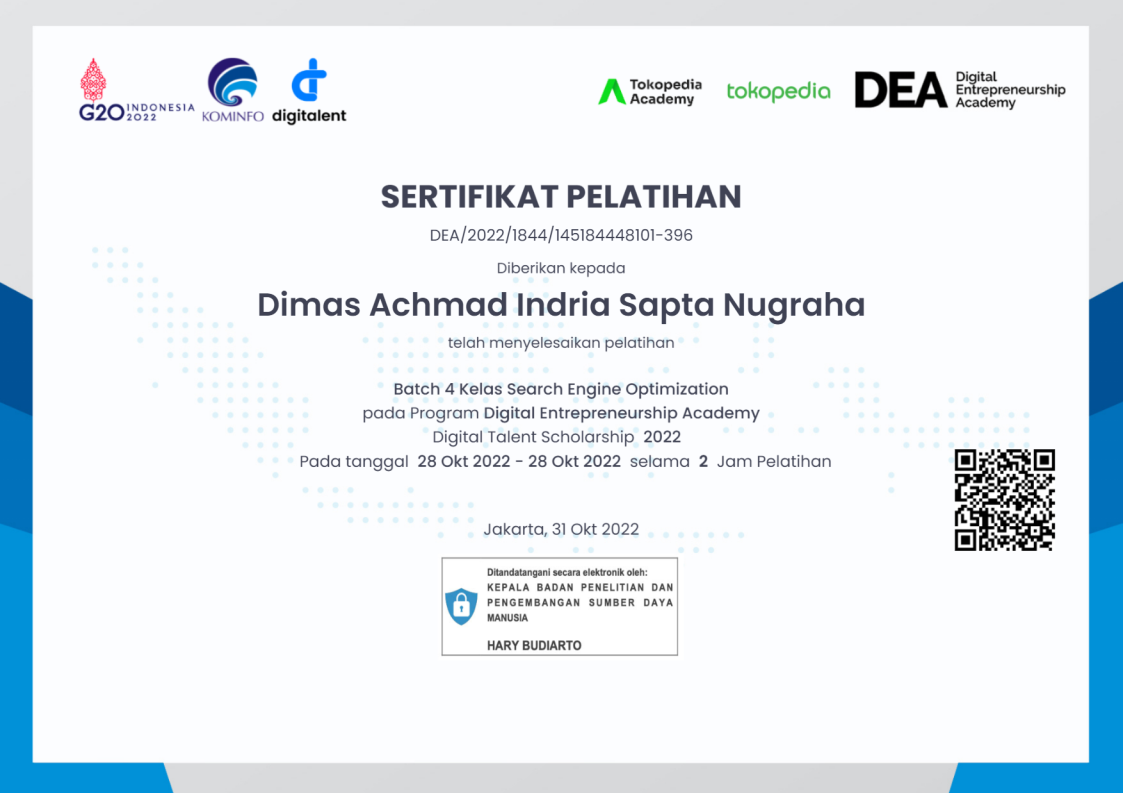 G20 INDONESIA 2022
KOMINFO
digitalent
Tokopedia Academy
tokopedia
DEA Digital Entrepreneurship Academy
SERTIFIKAT PELATIHAN
DEA/2022/1844/145184448101-396
Diberikan kepada
Dimas Achmad Indria Sapta Nugraha
telah menyelesaikan pelatihan
Batch 4 Kelas Search Engine Optimization
pada Program Digital Entrepreneurship Academy
Digital Talent Scholarship 2022
Pada tanggal 28 Okt 2022 - 28 Okt 2022 selama 2 Jam Pelatihan
Jakarta, 31 Okt 2022
Ditandatangani secara elektronik oleh:
KEPALA BADAN PENELITIAN DAN
PENGEMBANGAN SUMBER DAYA
MANUSIA
HARY BUDIARTO